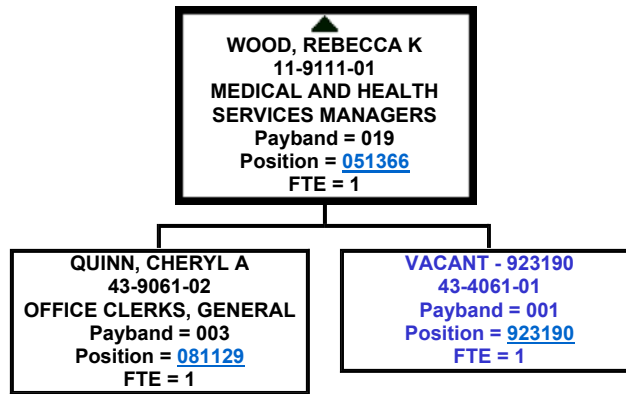 WOOD, REBECCA K
11-9111-01
MEDICAL AND HEALTH
SERVICES MANAGERS
Payband = 019
Position = 051366
FTE = 1
QUINN, CHERYL A
43-9061-02
OFFICE CLERKS, GENERAL
Payband = 003
Position = 081129
FTE = 1
VACANT - 923190
43-4061-01
Payband = 001
Position = 923190
FTE = 1